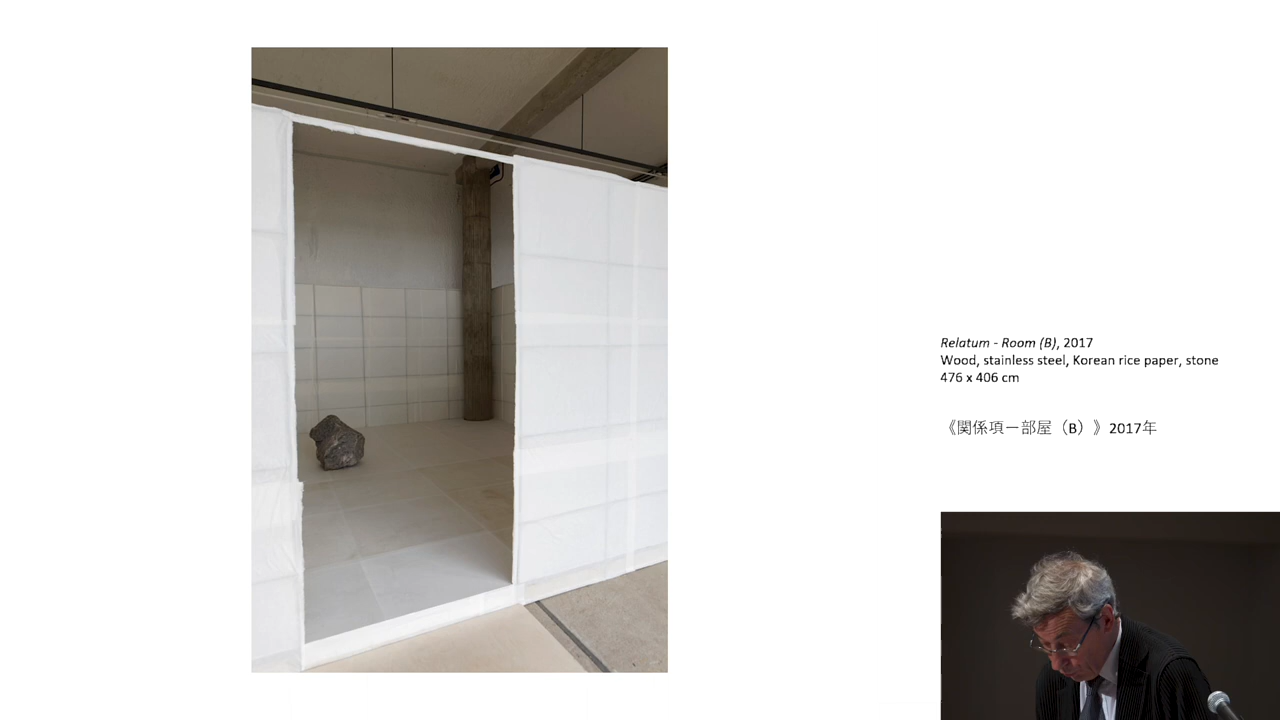 Relatum - Room (B), 2017
Wood, stainless steel, Korean rice paper, stone
476 x 406 cm
《関係項ー部屋（B）》2017年